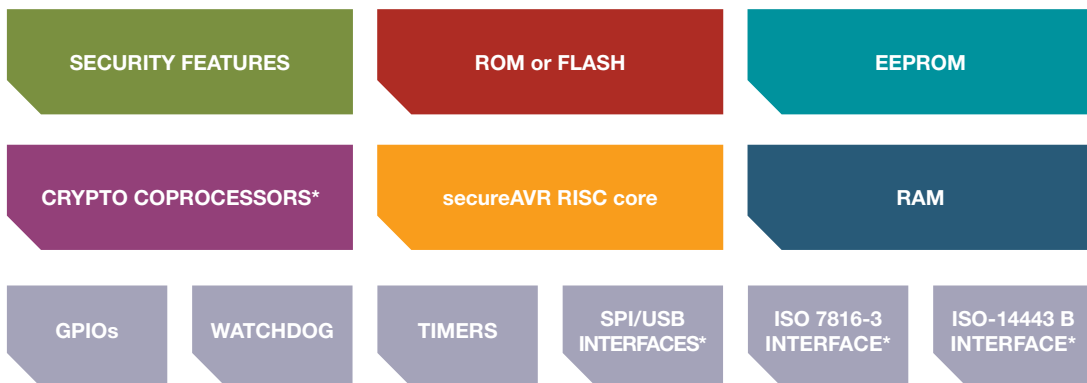 SECURITY FEATURES
ROM or FLASH
EEPROM
CRYPTO COPROCESSORS*
secureAVR RISC core
RAM
GPIOs
WATCHDOG
TIMERS
SPI/USB
INTERFACES*
ISO 7816-3
INTERFACE*
ISO-14443 B
INTERFACE*